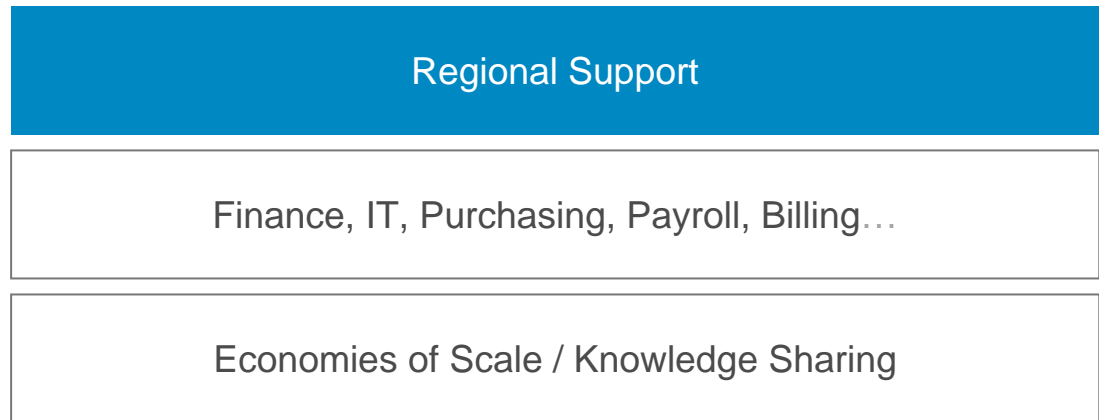 Regional Support
Finance, IT, Purchasing, Payroll, Billing…
Economies of Scale / Knowledge Sharing